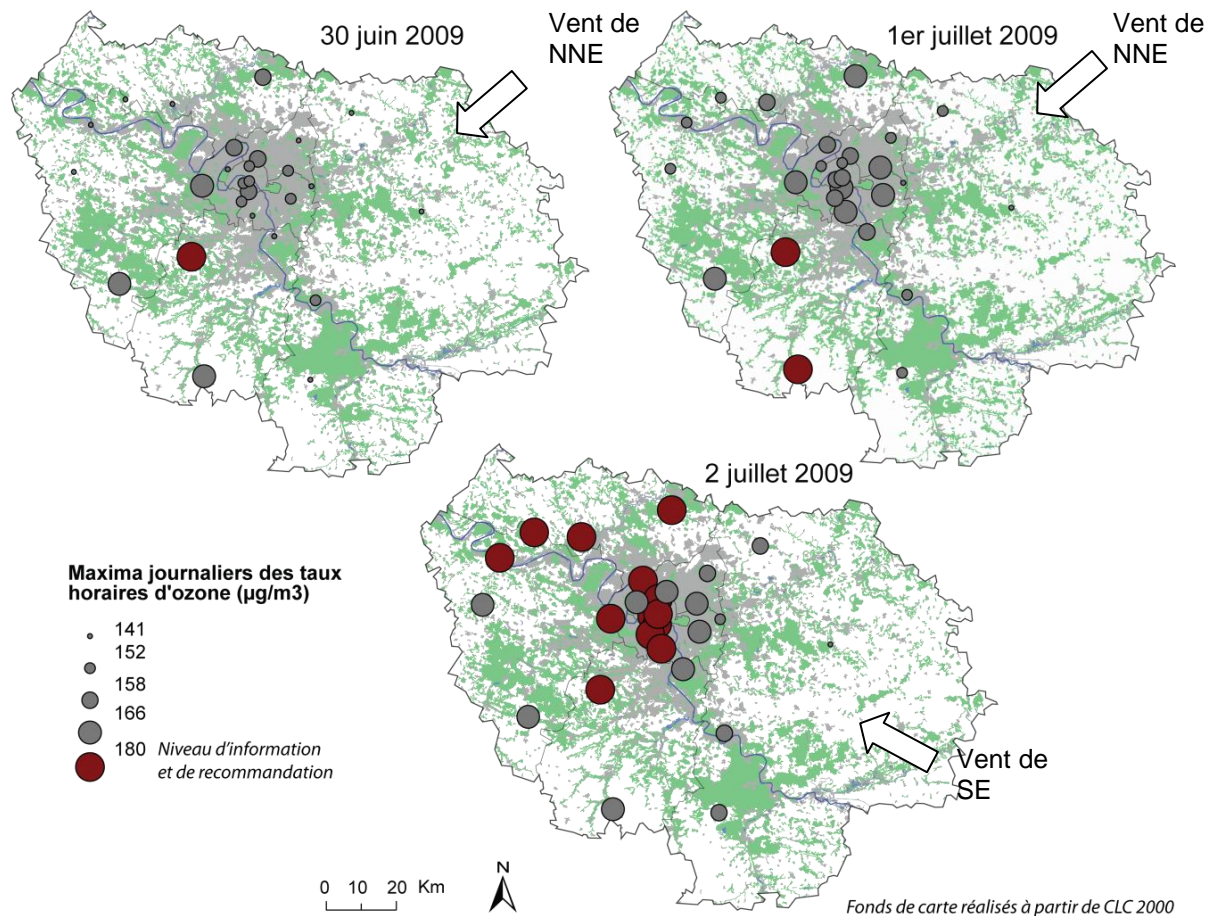 30 juin 2009
Vent de
NNE
1er juillet 2009
Vent de
NNE
2 juillet 2009
Vent de
SE
Maxima journaliers des taux
horaires d'ozone (µg/m3)
141
152
158
166
180 Niveau d'information
et de recommandation
0 10 20 Km
N
Fonds de carte réalisés à partir de CLC 2000